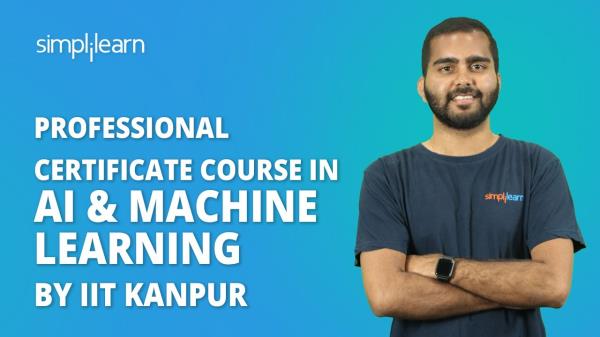 simplilearn
PROFESSIONAL
CERTIFICATE COURSE IN
AI & MACHINE
LEARNING
BY IIT KANPUR
simplilearn